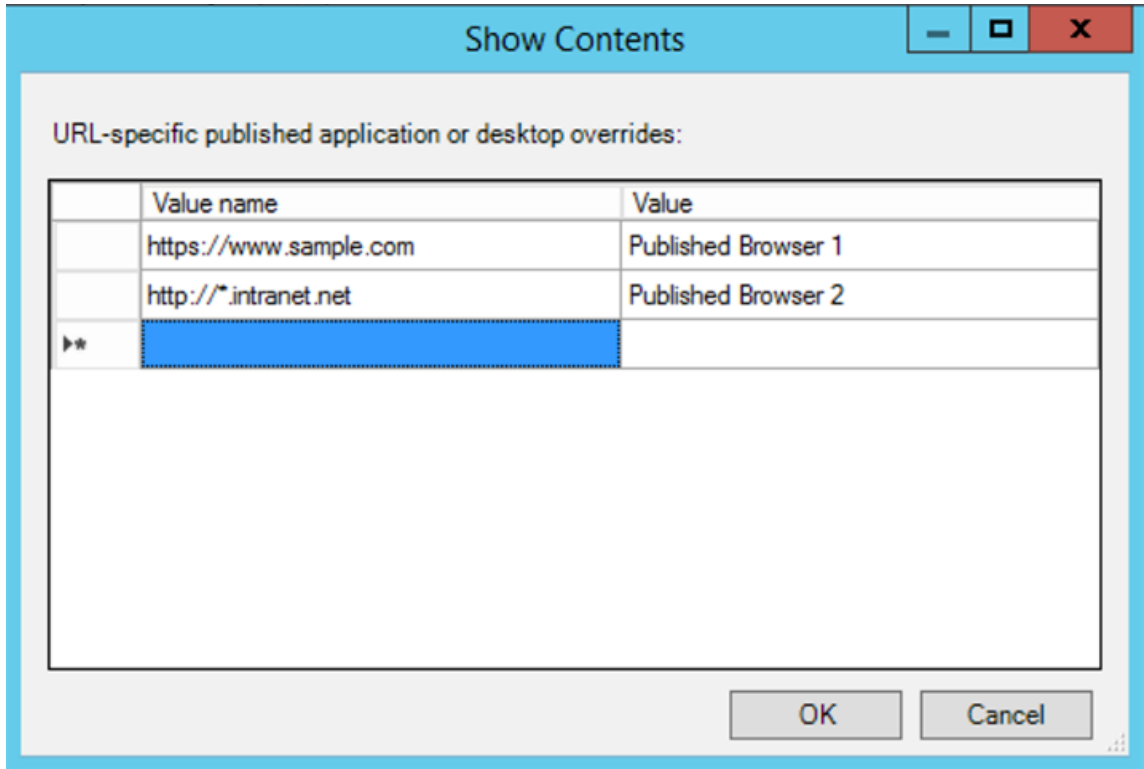 Show Contents
URL-specific published application or desktop overrides:
Value name Value
https://www.sample.com Published Browser 1
http://*.intranet.net Published Browser 2
OK Cancel